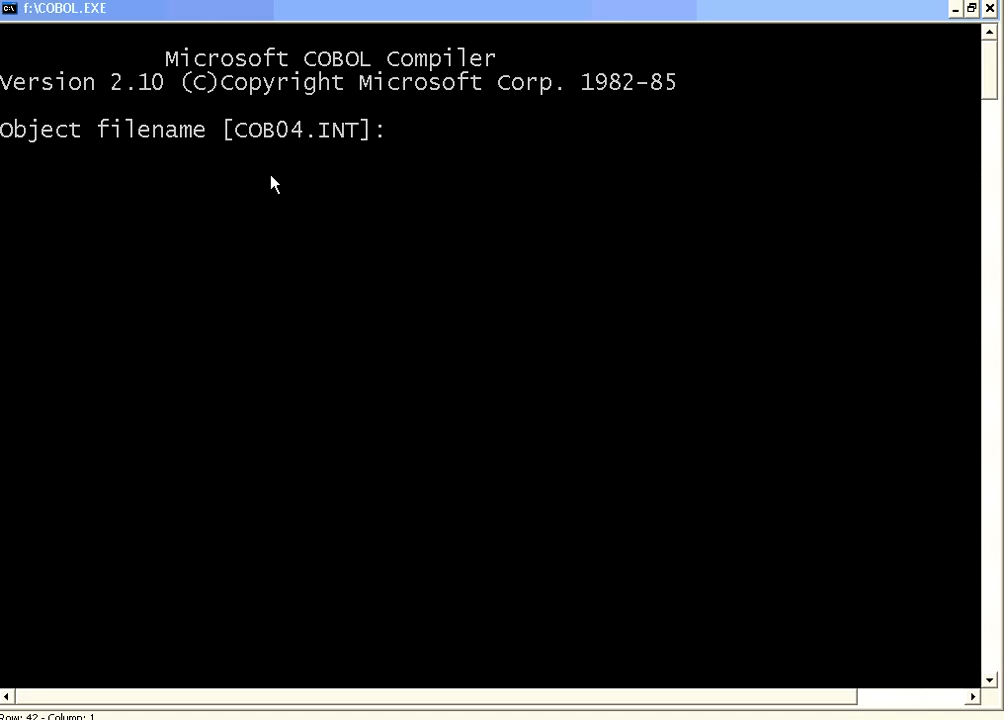 f:\COBOL.EXE
Microsoft COBOL Compiler
Version 2.10 (C)Copyright Microsoft Corp. 1982-85
Object filename [COB04.INT]:
Row: 42 - Column: 1